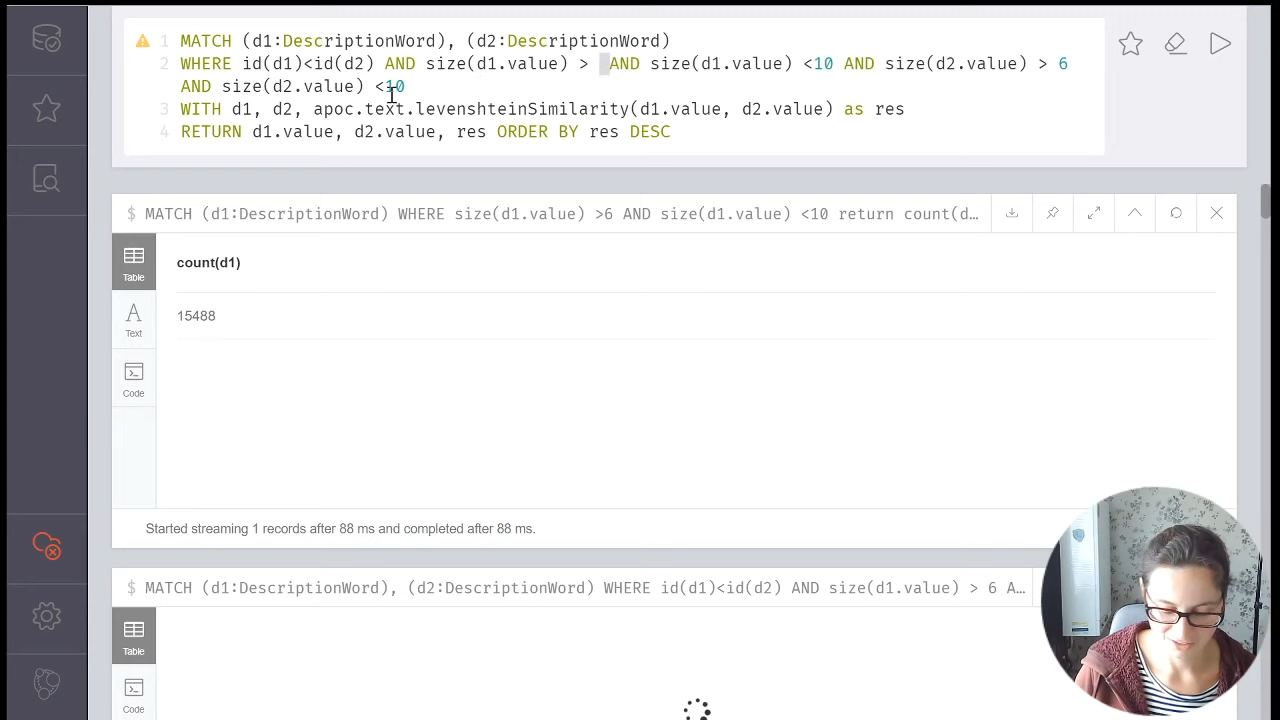 1 MATCH (d1:DescriptionWord), (d2:DescriptionWord)
2 WHERE id(d1)<id(d2) AND size(d1.value) > AND size(d1.value) <10 AND size(d2.value) > 6
AND size(d2.value) <10
3 WITH d1, d2, apoc.text.levenshteinSimilarity(d1.value, d2.value) as res
4 RETURN d1.value, d2.value, res ORDER BY res DESC
$ MATCH (d1:DescriptionWord) WHERE size(d1.value) >6 AND size(d1.value) <10 return count(d…
Table
count(d1)
15488
Text
Code
Started streaming 1 records after 88 ms and completed after 88 ms.
$ MATCH (d1:DescriptionWord), (d2:DescriptionWord) WHERE id(d1)<id(d2) AND size(d1.value) > 6 A…
Table
Code